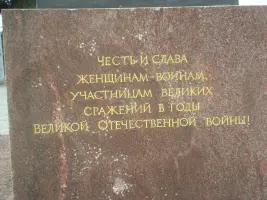 ЧЕСТЬ И СЛАВА
ЖЕНЩИНАМ-ВОИНАМ,
УЧАСТНИЦАМ ВЕЛИКИХ
СРАЖЕНИЙ В ГОДЫ
ВЕЛИКОЙ ОТЕЧЕСТВЕННОЙ ВОЙНЫ!